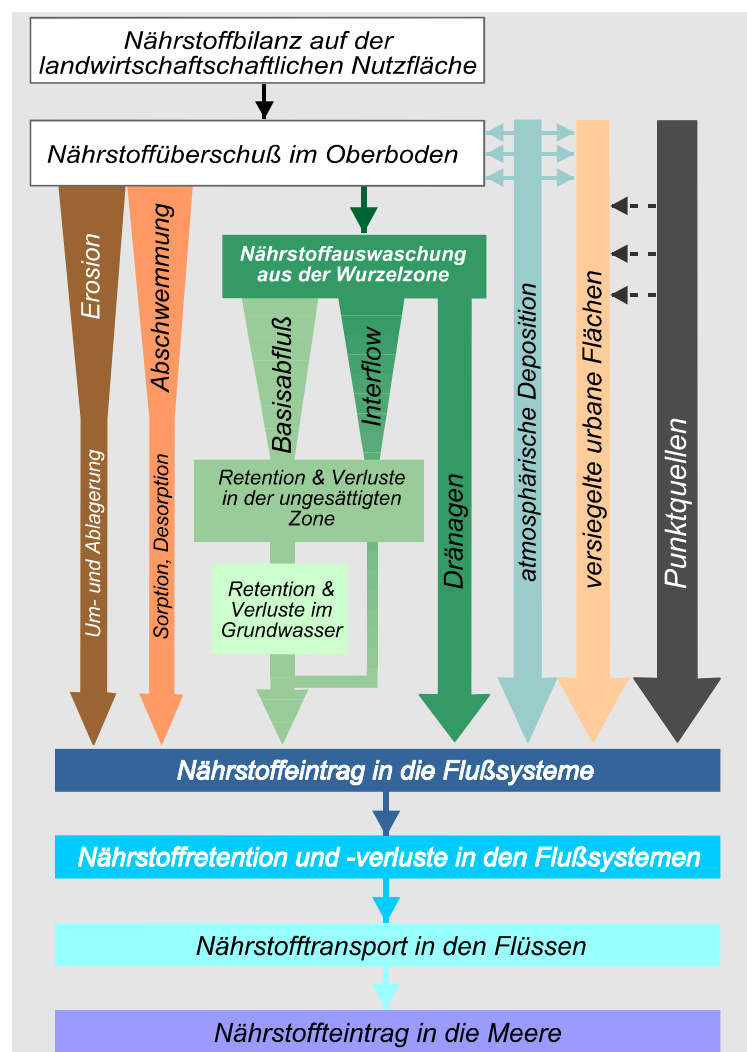 Nährstoffbilanz auf der
landwirtschaftschaftlichen Nutzfläche
Nährstoffüberschuß im Oberboden
Erosion
Um- und Ablagerung
Abschwemmung
Sorption, Desorption
Nährstoffauswaschung
aus der Wurzelzone
Basisabfluß
Interflow
Retention & Verluste
in der ungesättigten
Zone
Retention &
Verluste im
Grundwasser
Dränagen
atmosphärische Deposition
versiegelte urbane Flächen
Punktquellen
Nährstoffeintrag in die Flußsysteme
Nährstoffretention und -verluste in den Flußsystemen
Nährstofftransport in den Flüssen
Nährstoffteintrag in die Meere